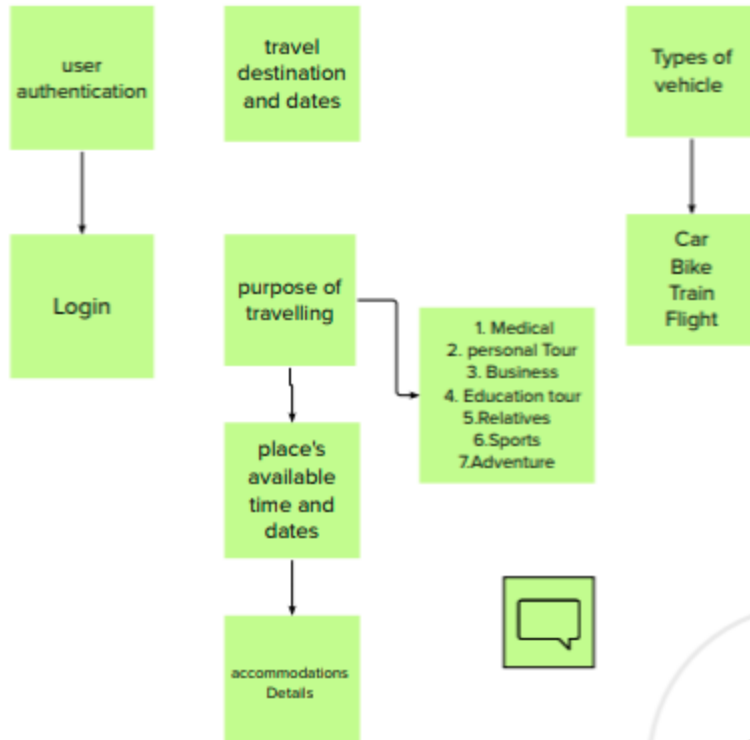 user
authentication
travel
destination
and dates
Types of
vehicle
Login
purpose of
travelling
Car
Bike
Train
Flight
1. Medical
2. personal Tour
3. Business
4. Education tour
5.Relatives
6.Sports
7.Adventure
place's
available
time and
dates
accommodations
Details